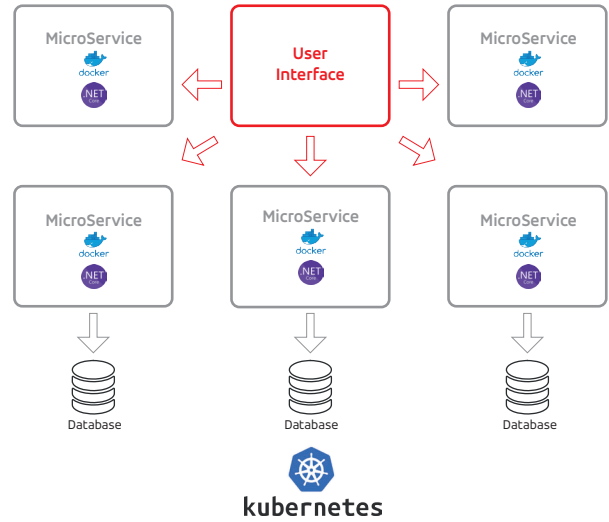 MicroService
docker
.NET
Core
User
Interface
MicroService
docker
.NET
Core
MicroService
docker
.NET
Core
MicroService
docker
.NET
Core
MicroService
docker
.NET
Core
Database
Database
Database
kubernetes